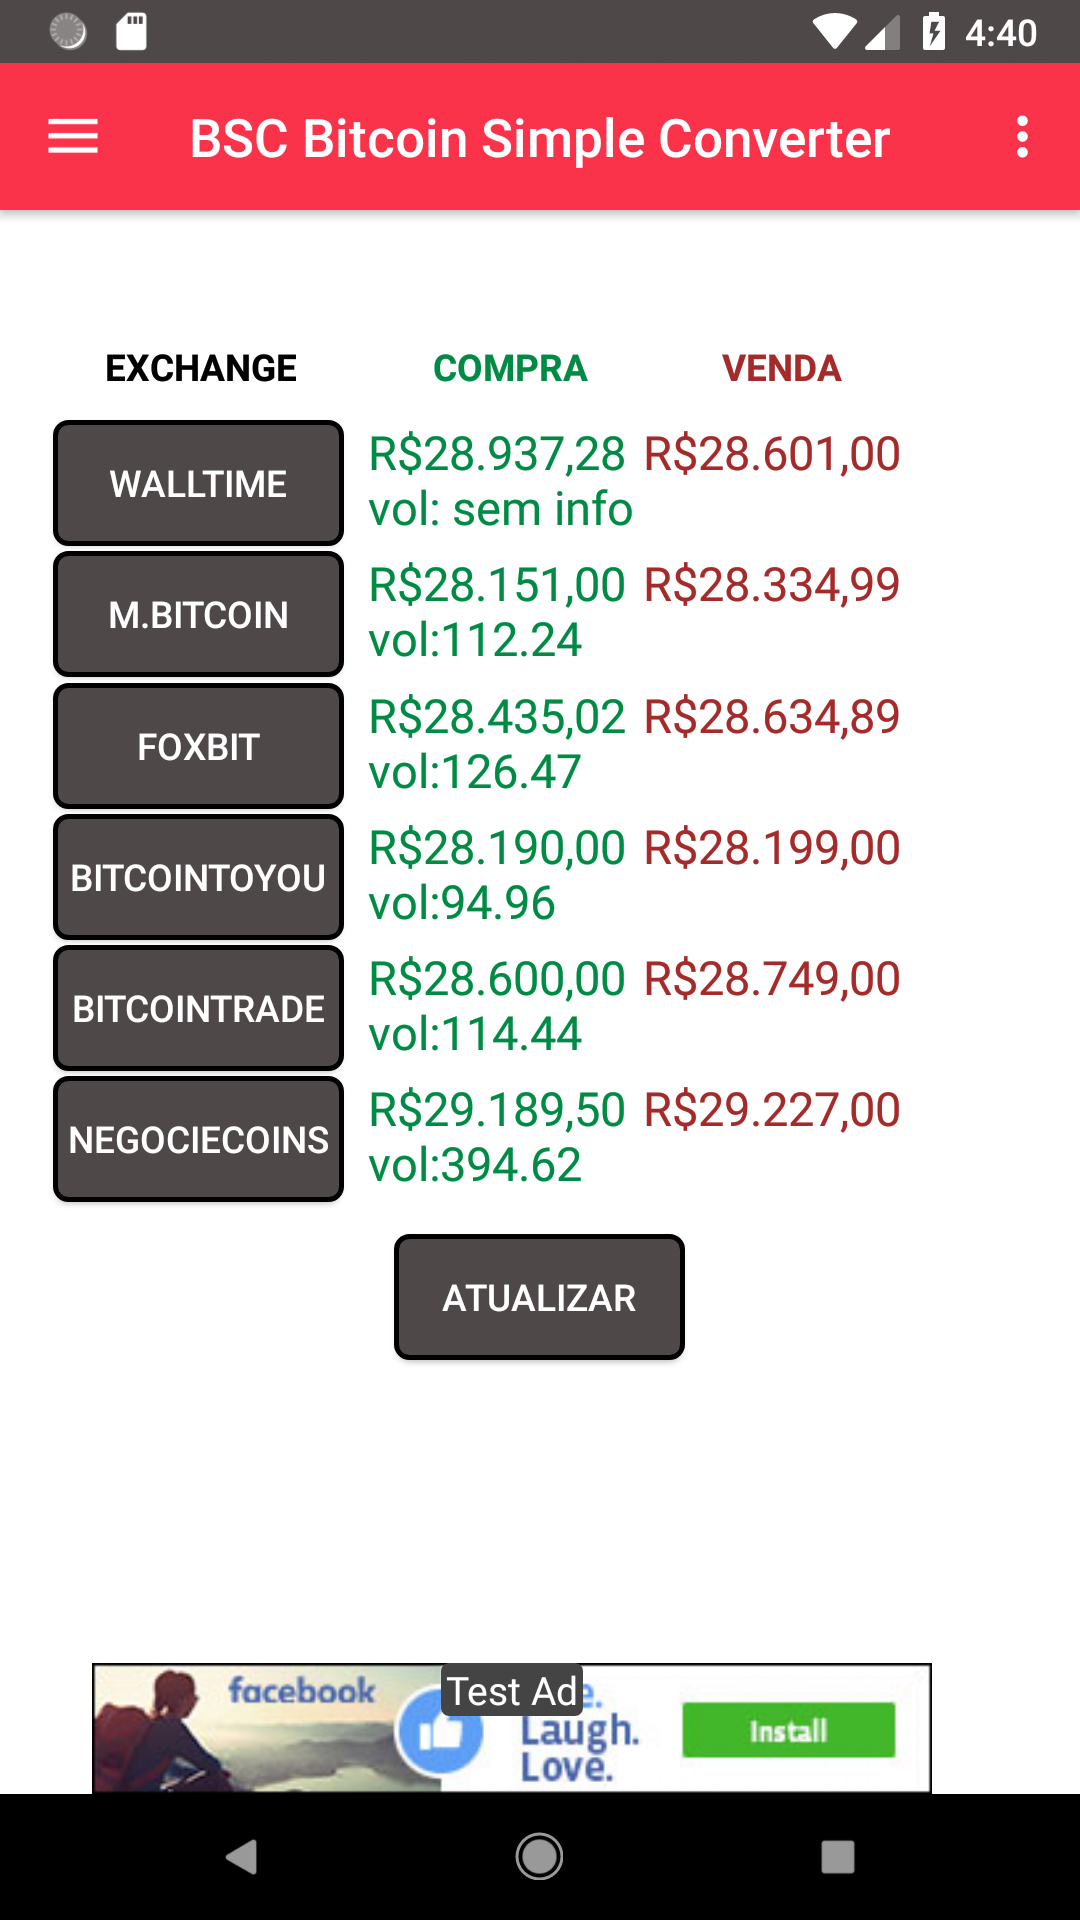 4:40
BSC Bitcoin Simple Converter
EXCHANGE COMPRA VENDA
WALLTIME R$28.937,28 R$28.601,00
vol: sem info
M.BITCOIN R$28.151,00 R$28.334,99
vol:112.24
FOXBIT R$28.435,02 R$28.634,89
vol:126.47
BITCOINTOYOU R$28.190,00 R$28.199,00
vol:94.96
BITCOINTRADE R$28.600,00 R$28.749,00
vol:114.44
NEGOCIECOINS R$29.189,50 R$29.227,00
vol:394.62
ATUALIZAR
facebook
Test Ad
Laugh.
Love.
Install